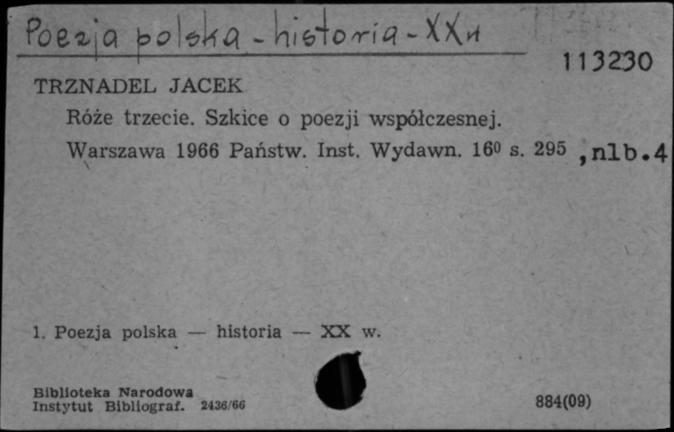 Poezja polska - historia - XX w
113230
TRZNADEL JACEK
Róże trzecie. Szkice o poezji współczesnej.
Warszawa 1966 Państw. Inst. Wydawn. 16⁰ s. 295 , nlb. 4
1. Poezja polska — historia — XX w.
Biblioteka Narodowa
Instytut Bibliograf. 2436/66
884(09)